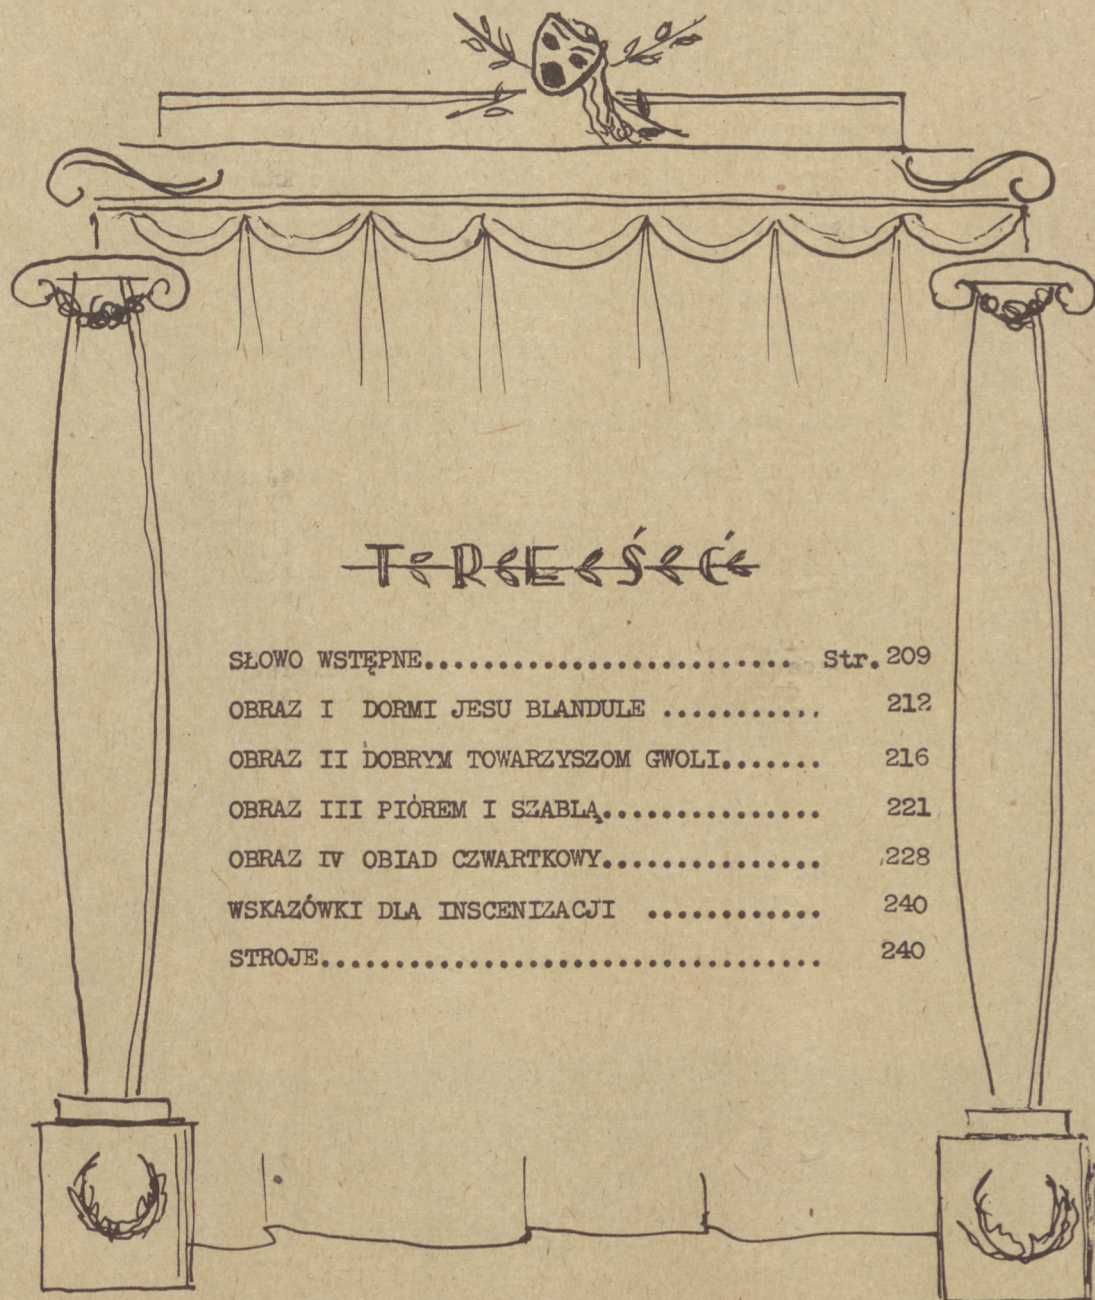 TREŚĆ
SŁOWO WSTĘPNE......................... Str. 209
OBRAZ I DORMI JESU BLANDULE ........... 212
OBRAZ II DOBRYM TOWARZYSZOM GWOLI....... 216
OBRAZ III PIÓREM I SZABLĄ............... 221
OBRAZ IV OBIAD CZWARTKOWY............... 228
WSKAZÓWKI DLA INSCENIZACJI ............ 240
STROJE.................................. 240